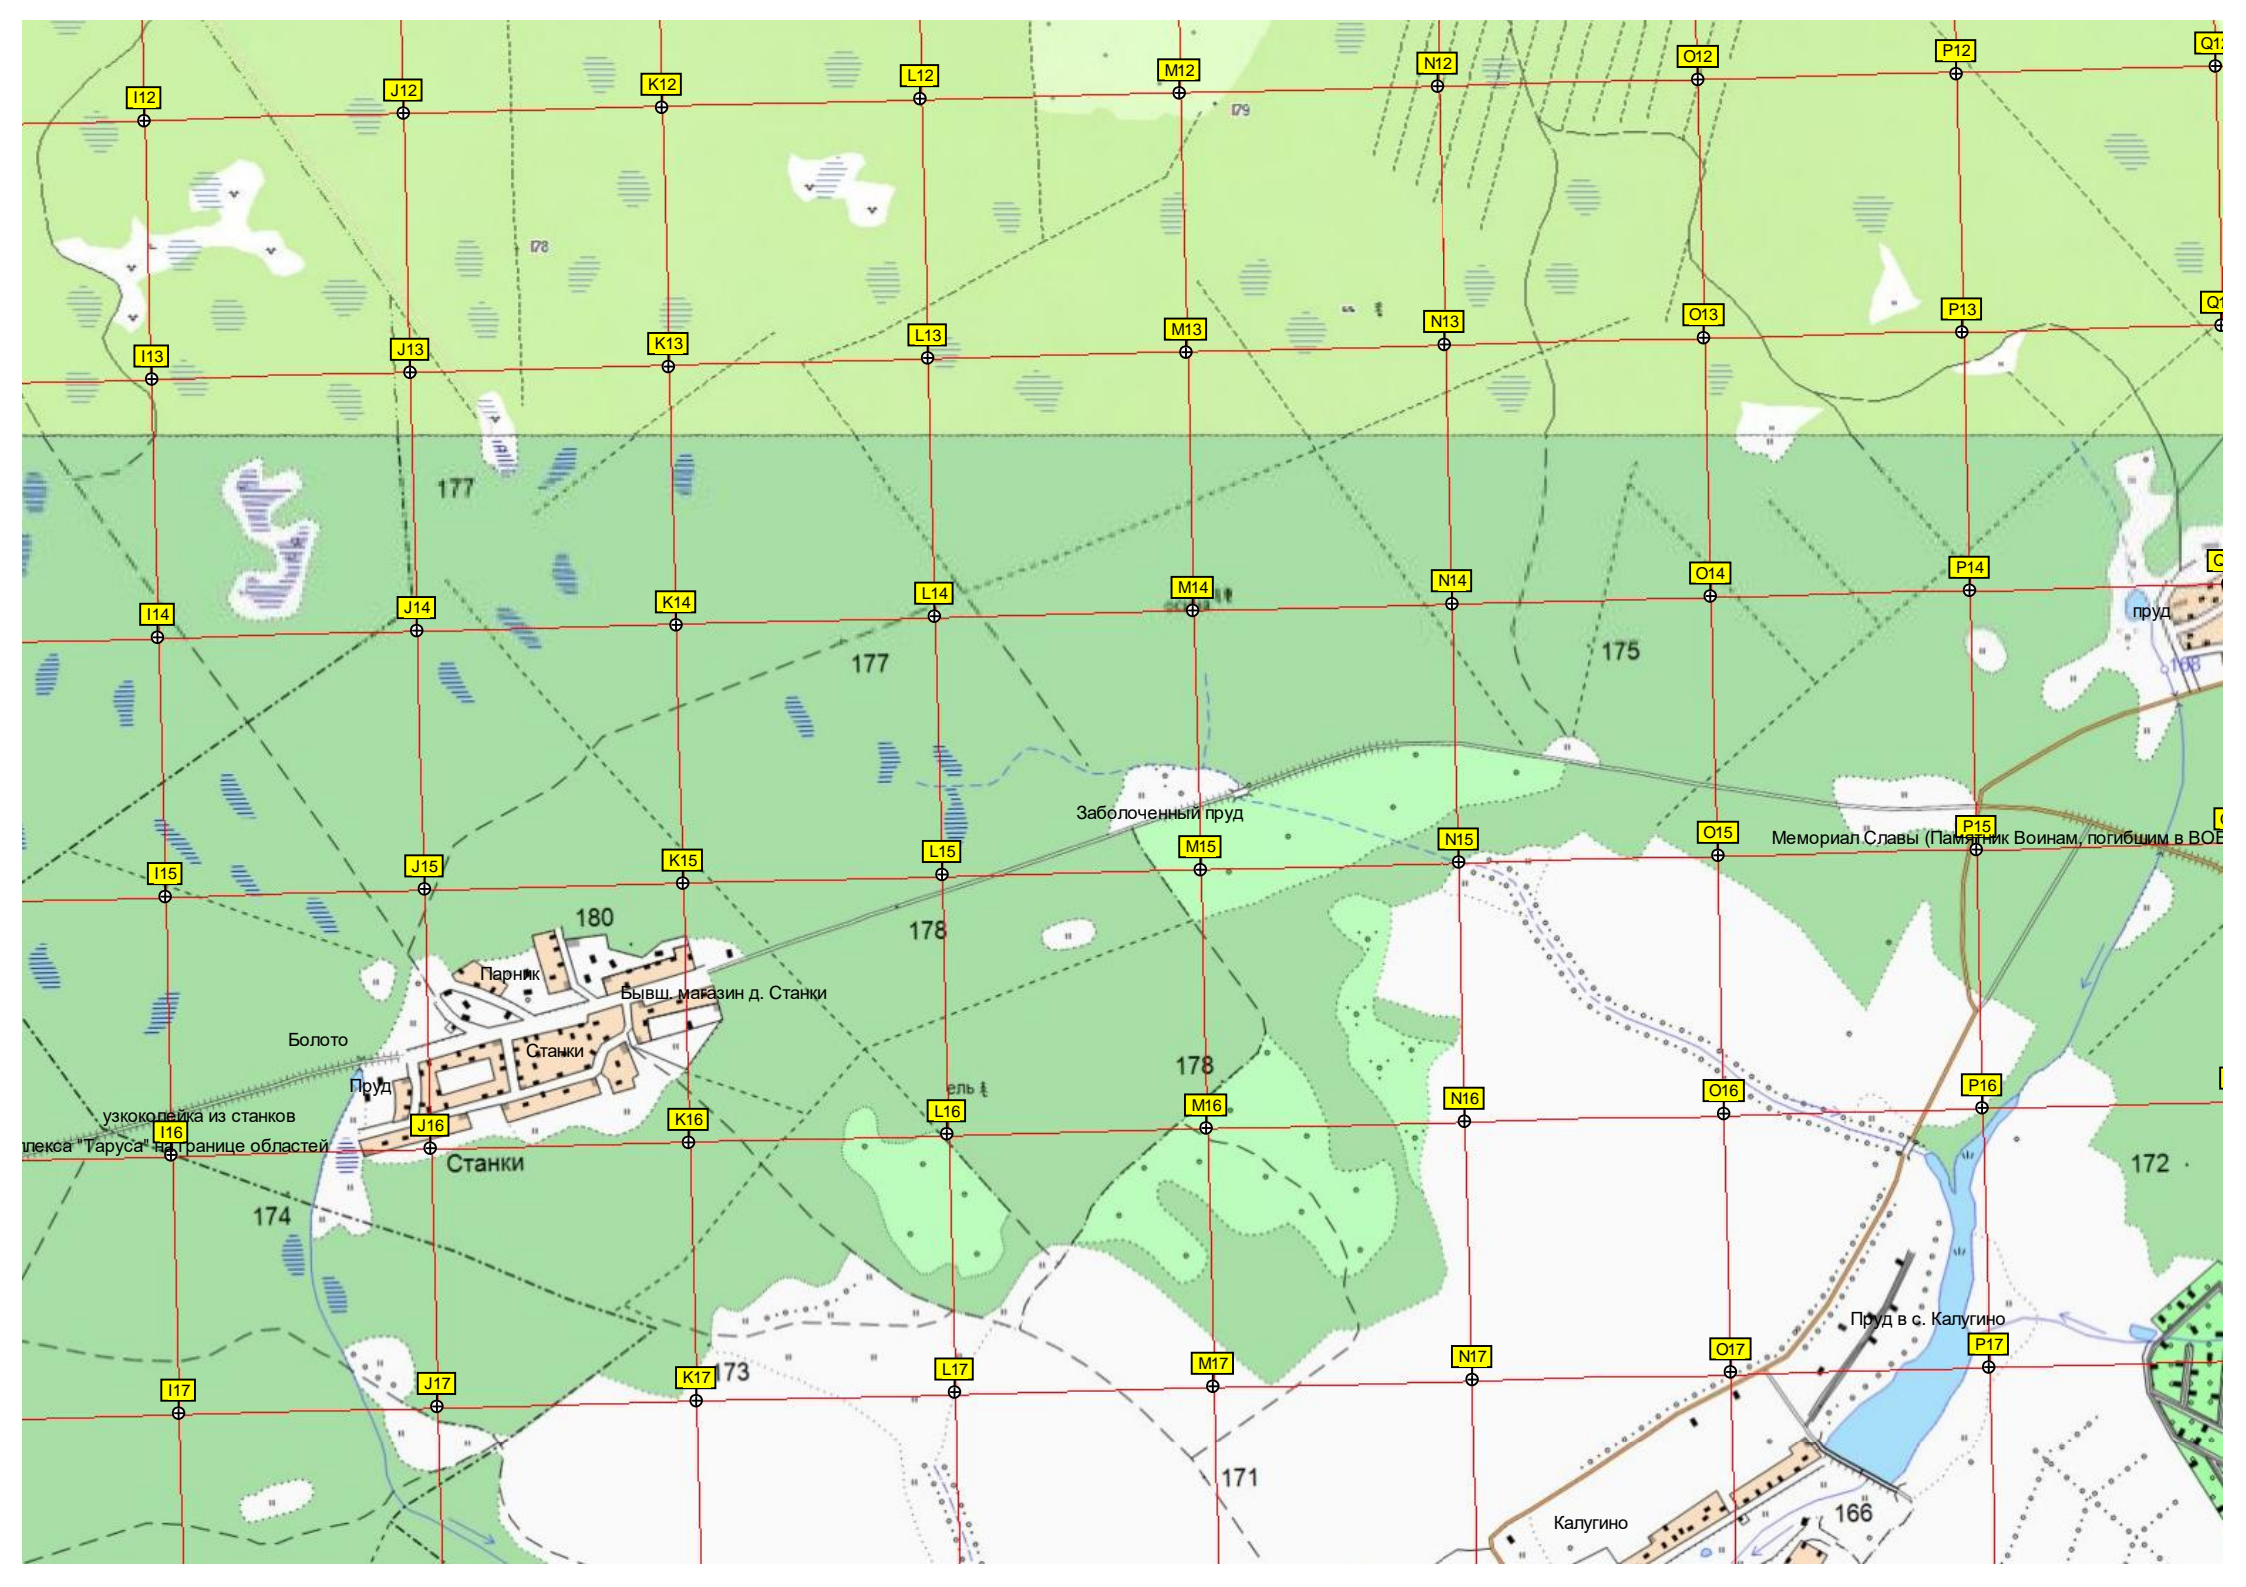 Q12
P12
O12
N12
M12
L12
K12
J12
I12
179
178
Q1
P13
O13
N13
M13
L13
K13
J13
I13
177
Q
P14
O14
N14
M14
L14
K14
J14
I14
пруд
175
177
168
Заболоченный пруд
P15
O15
N15
M15
L15
K15
J15
I15
Мемориал Славы (Памятник Воинам, погибшим в ВОВ
180
178
Парник
Бывш. магазин д. Станки
Болото
Станки
178
Пруд
ель
P16
O16
N16
M16
L16
K16
J16
I16
узкоколейка из станков
плекса "Таруса" на границе областей
Станки
172
174
Пруд в с. Калугино
P17
O17
N17
M17
L17
K17
J17
I17
173
171
166
Калугино